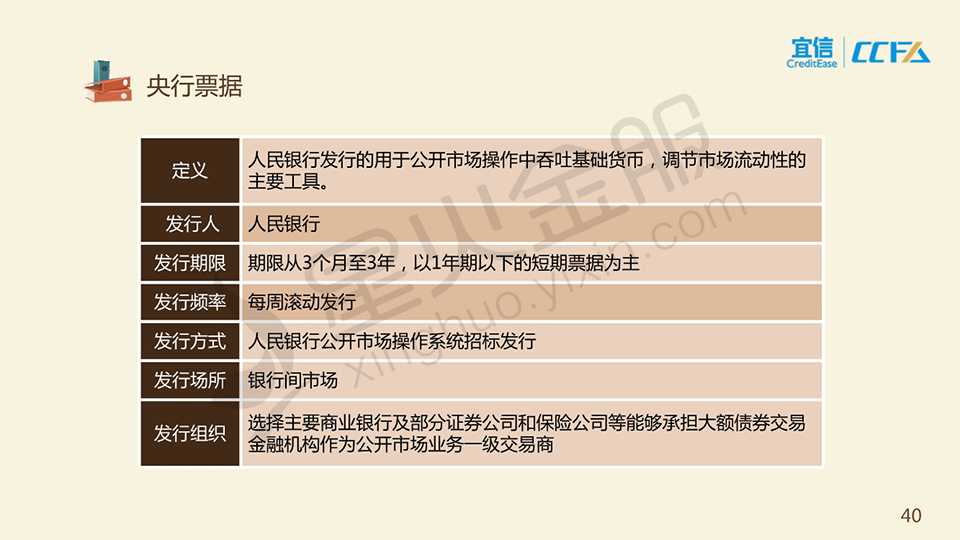 宜信
CreditEase
CCFA
央行票据
定义
人民银行发行的用于公开市场操作中吞吐基础货币，调节市场流动性的
主要工具。
发行人
人民银行
发行期限
期限从3个月至3年，以1年期以下的短期票据为主
发行频率
每周滚动发行
发行方式
人民银行公开市场操作系统招标发行
发行场所
银行间市场
发行组织
选择主要商业银行及部分证券公司和保险公司等能够承担大额债券交易
金融机构作为公开市场业务一级交易商
星火金服
xinghuo.yixin.com
40